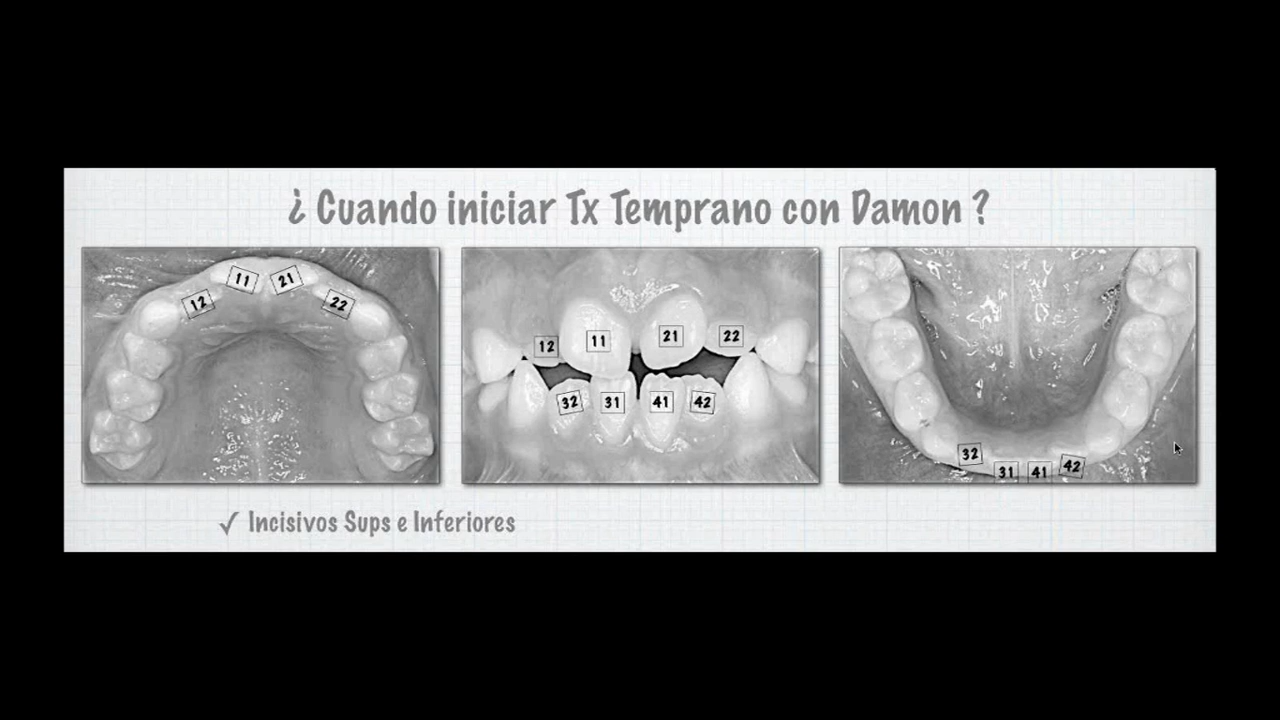 ¿ Cuando iniciar Tx Temprano con Damon ?
12 11 21 22
12 11 21 22
32 31 41 42
32 31 41 42
✓ Incisivos Sups e Inferiores